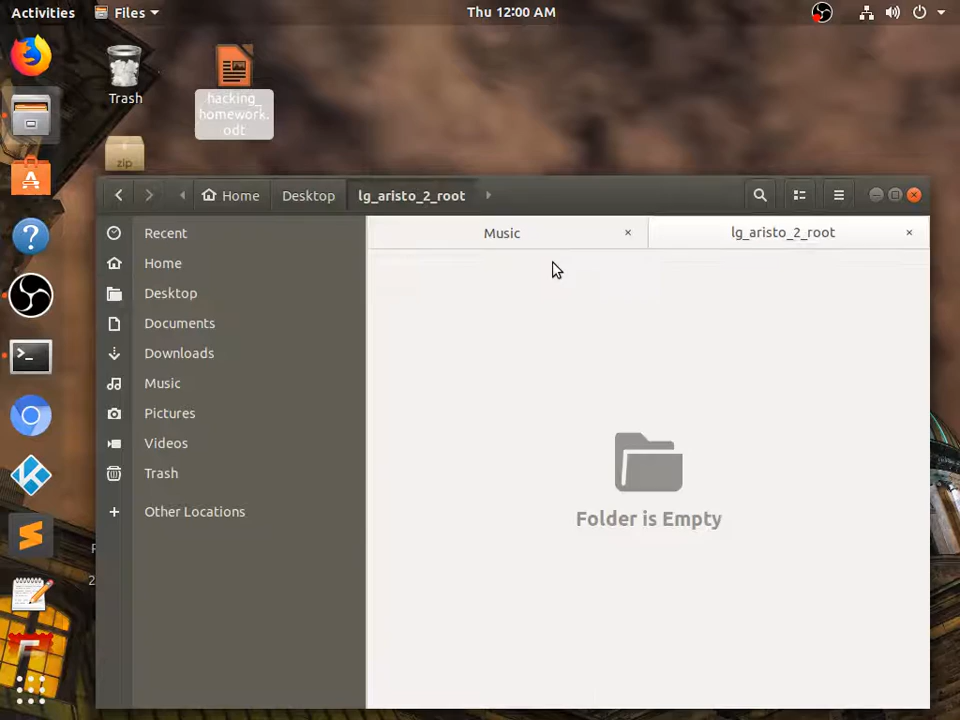 Activities Files Thu 12:00 AM
Trash
hacking_
homework.
odt
zip
Home Desktop lg_aristo_2_root
Recent
Home
Desktop
Documents
Downloads
Music
Pictures
Videos
Trash
Other Locations
Music lg_aristo_2_root
Folder is Empty